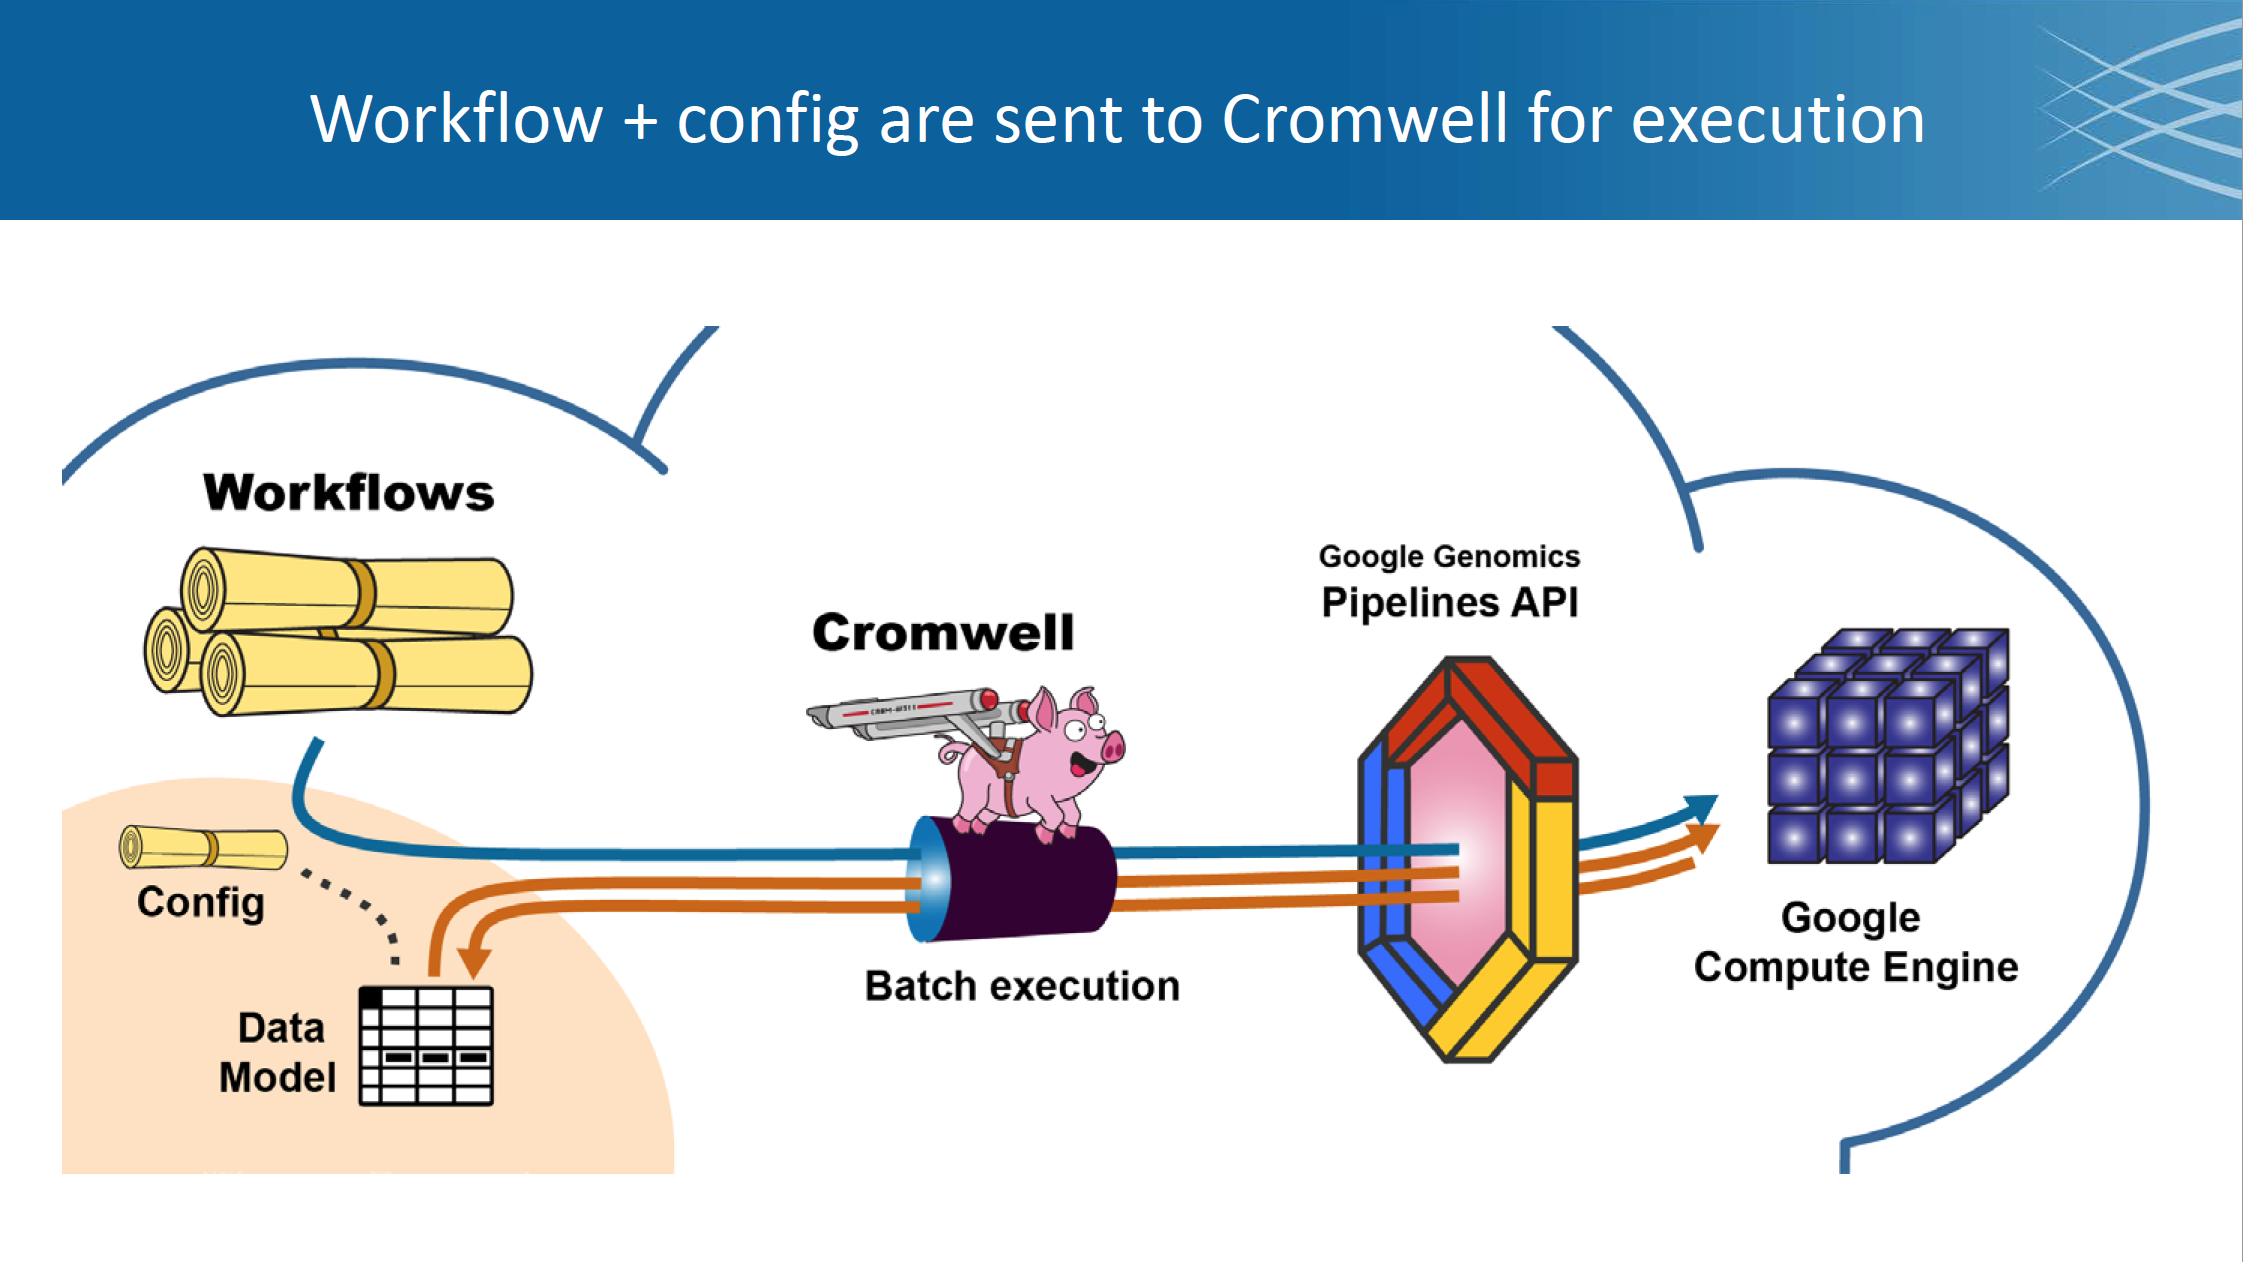 Workflow + config are sent to Cromwell for execution
Workflows
Config
Data
Model
Cromwell
Batch execution
Google Genomics
Pipelines API
Google
Compute Engine